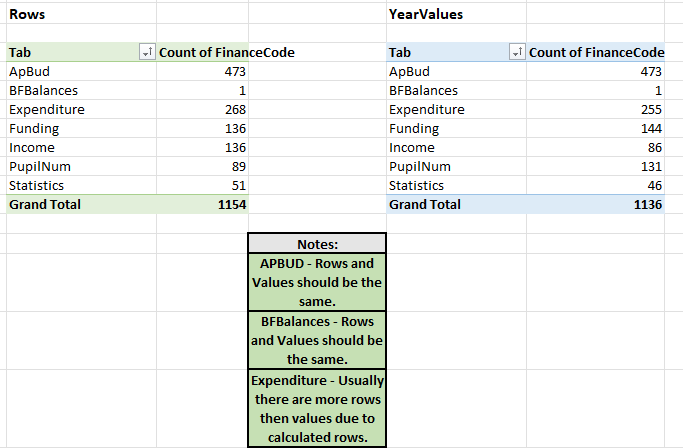 Rows YearValues
Tab Count of FinanceCode Tab Count of FinanceCode
ApBud 473 ApBud 473
BFBalances 1 BFBalances 1
Expenditure 268 Expenditure 255
Funding 136 Funding 144
Income 136 Income 86
PupilNum 89 PupilNum 131
Statistics 51 Statistics 46
Grand Total 1154 Grand Total 1136
Notes:
APBUD - Rows and
Values should be the
same.
BFBalances - Rows
and Values should be
the same.
Expenditure - Usually
there are more rows
then values due to
calculated rows.